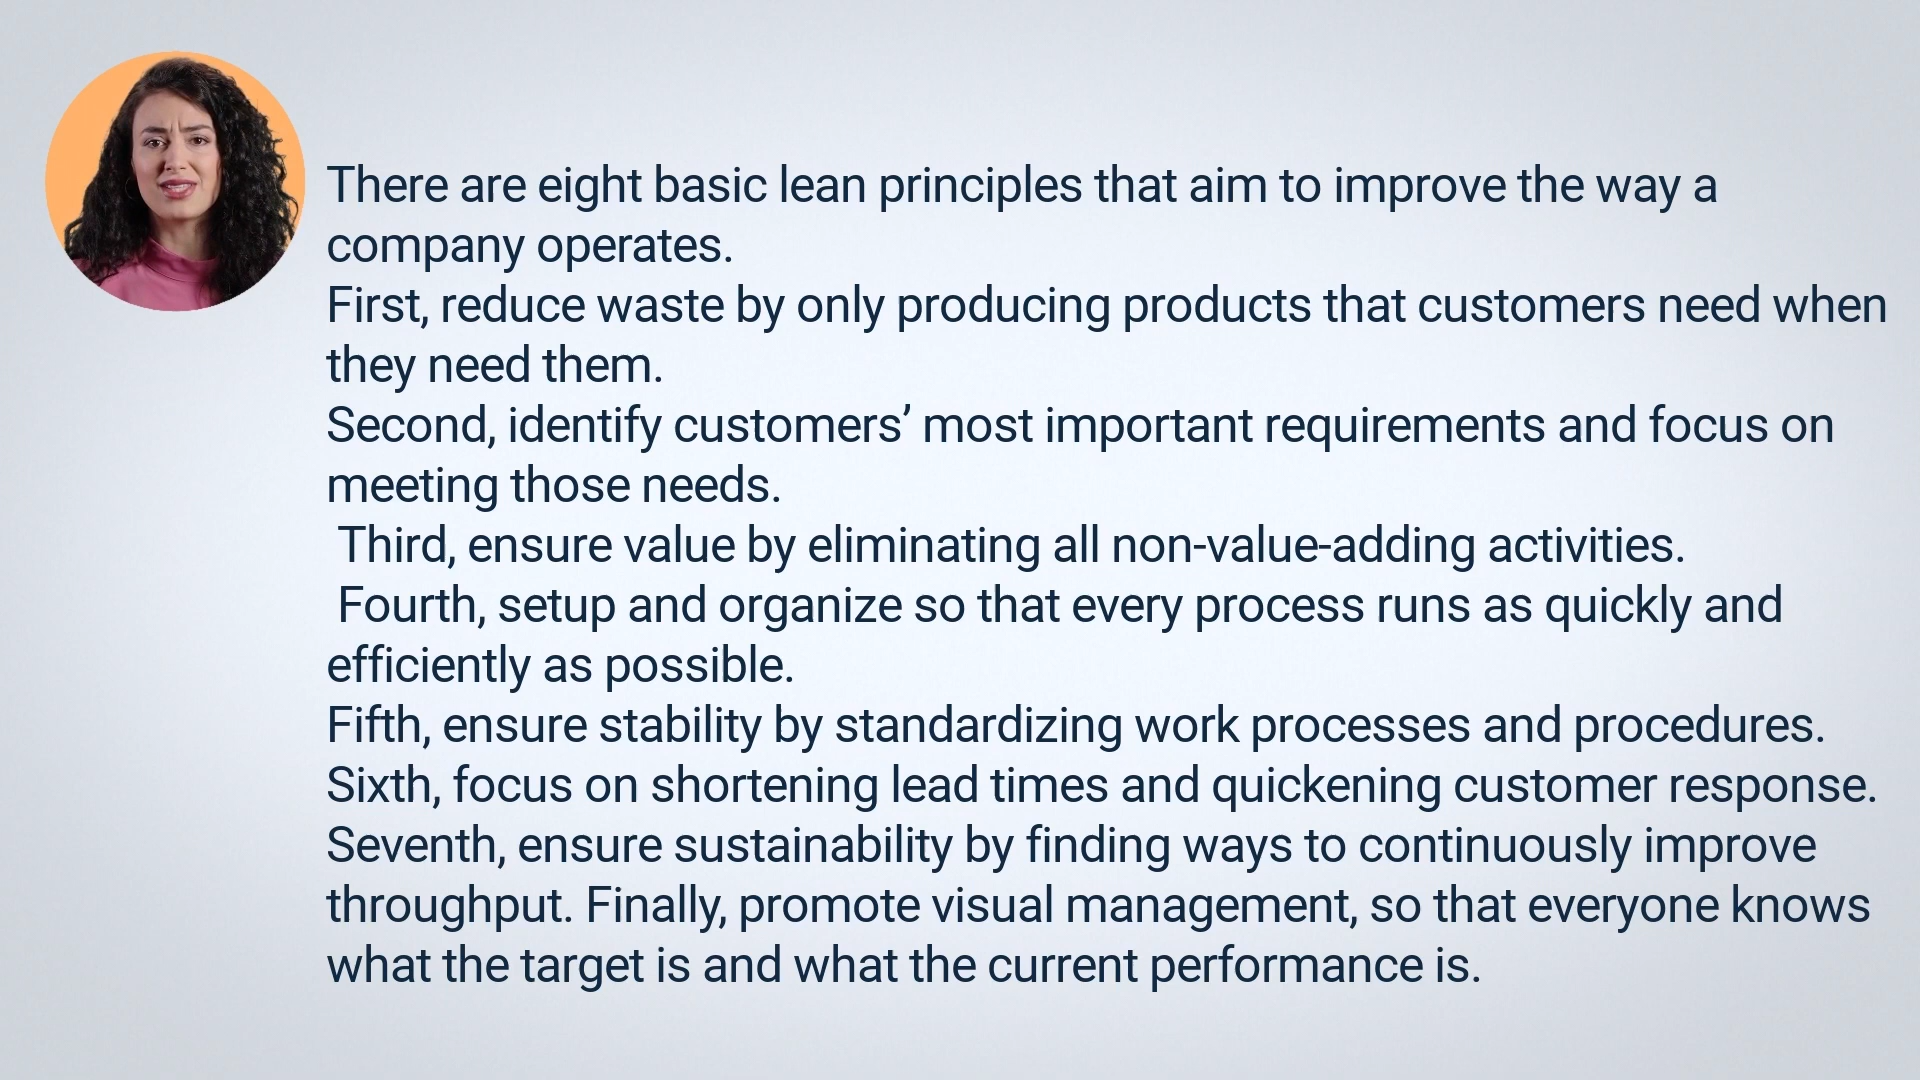 There are eight basic lean principles that aim to improve the way a
company operates.
First, reduce waste by only producing products that customers need when
they need them.
Second, identify customers’ most important requirements and focus on
meeting those needs.
Third, ensure value by eliminating all non-value-adding activities.
Fourth, setup and organize so that every process runs as quickly and
efficiently as possible.
Fifth, ensure stability by standardizing work processes and procedures.
Sixth, focus on shortening lead times and quickening customer response.
Seventh, ensure sustainability by finding ways to continuously improve
throughput. Finally, promote visual management, so that everyone knows
what the target is and what the current performance is.